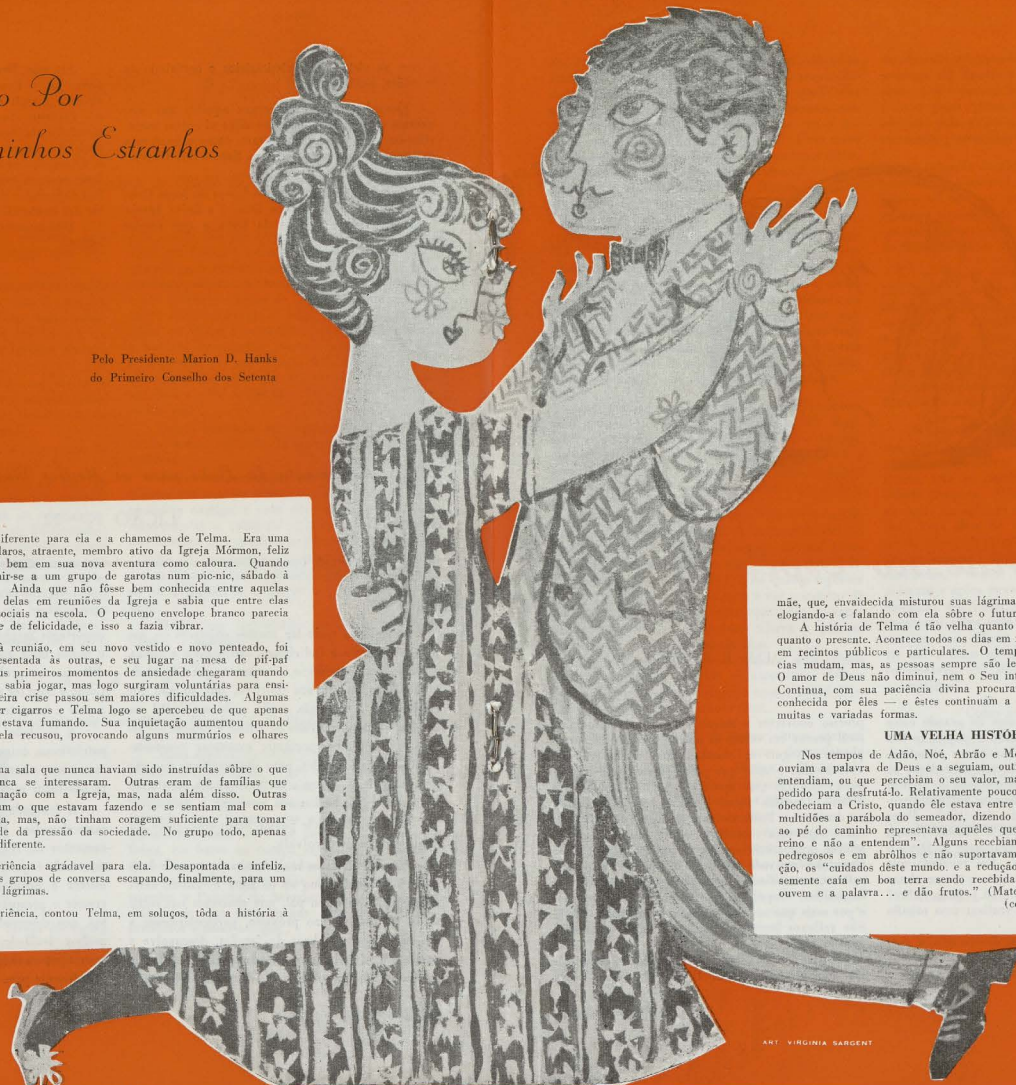 o Por
minhos Estranhos
Pelo Presidente Marion D. Hanks
do Primeiro Conselho dos Setenta
iferente para ela e a chamemos de Telma. Era uma
laros, atraente, membro ativo da Igreja Mórmon, feliz
bem em sua nova aventura como caloura. Quando
nir-se a um grupo de garotas num pic-nic, sábado à
Ainda que não fôsse bem conhecida entre aquelas
delas em reuniões da Igreja e sabia que entre elas
sociais na escola. O pequeno envelope branco parecia
e de felicidade, e isso a fazia vibrar.
à reunião, em seu novo vestido e novo penteado, foi
esentada às outras, e seu lugar na mesa de pif-paf
us primeiros momentos de ansiedade chegaram quando
sabia jogar, mas logo surgiram voluntárias para ensi-
eira crise passou sem maiores dificuldades. Algumas
er cigarros e Telma logo se apercebeu de que apenas
estava fumando. Sua inquietação aumentou quando
ela recusou, provocando alguns murmúrios e olhares
na sala que nunca haviam sido instruídas sôbre o que
nca se interessaram. Outras eram de famílias que
mação com a Igreja, mas, nada além disso. Outras
um o que estavam fazendo e se sentiam mal com a
ia, mas, não tinham coragem suficiente para tomar
de da pressão da sociedade. No grupo todo, apenas
diferente.
eriência agrádavel para ela. Desapontada e infeliz,
s grupos de conversa escapando, finalmente, para um
lágrimas.
riência, contou Telma, em soluços, tôda a história à
mãe, que, envaidecida misturou suas lágrima
elogiando-a e falando com ela sôbre o futur
A história de Telma é tão velha quanto
quanto o presente. Acontece todos os dias em
em recintos públicos e particulares. O temp
cias mudam, mas, as pessoas sempre são le
O amor de Deus não diminui, nem o Seu int
Continua, com sua paciência divina procura
conhecida por êles — e êstes continuam a
muitas e variadas formas.
UMA VELHA HISTÓR
Nos tempos de Adão, Noé, Abrão e Mo
ouviam a palavra de Deus e a seguiam, outr
entendiam, ou que percebiam o seu valor, ma
pedido para desfrutá-lo. Relativamente pouco
obedeciam a Cristo, quando êle estava entre
multidões a parábola do semeador, dizendo
ao pé do caminho representava aquêles que
reino e não a entendem". Alguns recebiam
pedregosos e em abrôlhos e não suportavam
ção, os "cuidados dêste mundo. e a redução
semente caía em boa terra sendo recebida
ouvem e a palavra... e dão frutos." (Mate
(co
ART. VIRGINIA SARGENT